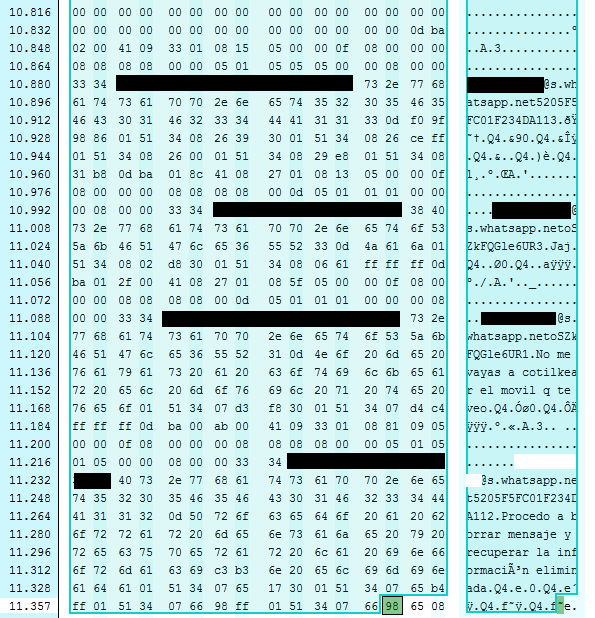 10.816 00 00 00 00 00 00 00 00 00 00 00 00 00 00 00 00 ................
10.832 00 00 00 00 00 00 00 00 00 00 00 00 00 00 0d ba ...............º
10.848 02 00 41 09 33 01 08 15 05 00 00 0f 08 00 00 00 ..A.3...........
10.864 08 08 08 08 00 00 05 01 05 05 05 00 00 08 00 00 ................
10.880 33 34 73 2e 77 68 @s.wh
10.896 61 74 73 61 70 70 2e 6e 65 74 35 32 30 35 46 35 atsapp.net5205F5
10.912 46 43 30 31 46 32 33 34 44 41 31 31 33 0d f0 9f FC01F234DA113.ðŸ
10.928 98 86 01 51 34 08 26 39 30 01 51 34 08 26 ce ff ˜†.Q4.&90.Q4.&Îÿ
10.944 01 51 34 08 26 00 01 51 34 08 29 e8 01 51 34 08 .Q4.&..Q4.)è.Q4.
10.960 31 b8 0d ba 01 8c 41 08 27 01 08 13 05 00 00 0f 1¸.º.ŒA.'.......
10.976 08 00 00 00 08 08 08 08 00 0d 05 01 01 01 00 00 ................
10.992 00 08 00 00 33 34 38 40 .... @
11.008 73 2e 77 68 61 74 73 61 70 70 2e 6e 65 74 6f 53 s.whatsapp.netoS
11.024 5a 6b 46 51 47 6c 65 36 55 52 33 0d 4a 61 6a 01 ZkFQGle6UR3.Jaj.
11.040 51 34 08 02 d8 30 01 51 34 08 06 61 ff ff ff 0d Q4..Ø0.Q4..aÿÿÿ.
11.056 ba 01 2f 00 41 08 27 01 08 5f 05 00 00 0f 08 00 º./.A.'.._......
11.072 00 00 08 08 08 08 00 0d 05 01 01 01 00 00 00 08 ................
11.088 00 00 33 34 73 2e .. @s.
11.104 77 68 61 74 73 61 70 70 2e 6e 65 74 6f 53 5a 6b whatsapp.netoSZk
11.120 46 51 47 6c 65 36 55 52 31 0d 4e 6f 20 6d 65 20 FQGle6UR1.No me
11.136 76 61 79 61 73 20 61 20 63 6f 74 69 6c 6b 65 61 vayas a cotilkea
11.152 72 20 65 6c 20 6d 6f 76 69 6c 20 71 20 74 65 20 r el movil q te
11.168 76 65 6f 01 51 34 07 d3 f8 30 01 51 34 07 d4 c4 veo.Q4.Óø0.Q4.ÔÄ
11.184 ff ff ff 0d ba 00 ab 00 41 09 33 01 08 81 09 05 ÿÿÿ.º.«.A.3.. ..
11.200 00 00 0f 08 00 00 00 08 08 08 08 00 00 05 01 05 ................
11.216 01 05 00 00 08 00 00 33 34 .......
11.232 40 73 2e 77 68 61 74 73 61 70 70 2e 6e 65 @s.whatsapp.ne
11.248 74 35 32 30 35 46 35 46 43 30 31 46 32 33 34 44 t5205F5FC01F234D
11.264 41 31 31 32 0d 50 72 6f 63 65 64 6f 20 61 20 62 A112.Procedo a b
11.280 6f 72 72 61 72 20 6d 65 6e 73 61 6a 65 20 79 20 orrar mensaje y
11.296 72 65 63 75 70 65 72 61 72 20 6c 61 20 69 6e 66 recuperar la inf
11.312 6f 72 6d 61 63 69 c3 b3 6e 20 65 6c 69 6d 69 6e ormaciÃ³n elimin
11.328 61 64 61 01 51 34 07 65 17 30 01 51 34 07 65 b4 ada.Q4.e.0.Q4.e´
11.357 ff 01 51 34 07 66 98 ff 01 51 34 07 66 98 65 08 ÿ.Q4.f˜ÿ.Q4.f˜e.